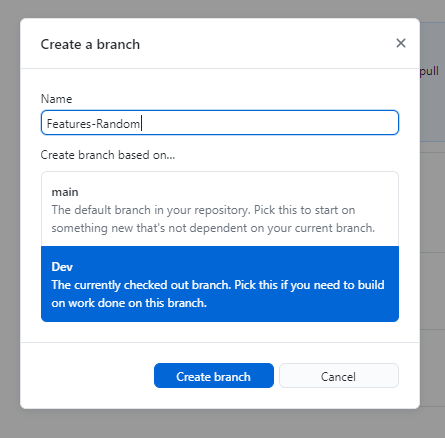 Create a branch
pull
Name
Features-Random
Create branch based on...
main
The default branch in your repository. Pick this to start on
something new that's not dependent on your current branch.
Dev
The currently checked out branch. Pick this if you need to build
on work done on this branch.
Create branch
Cancel